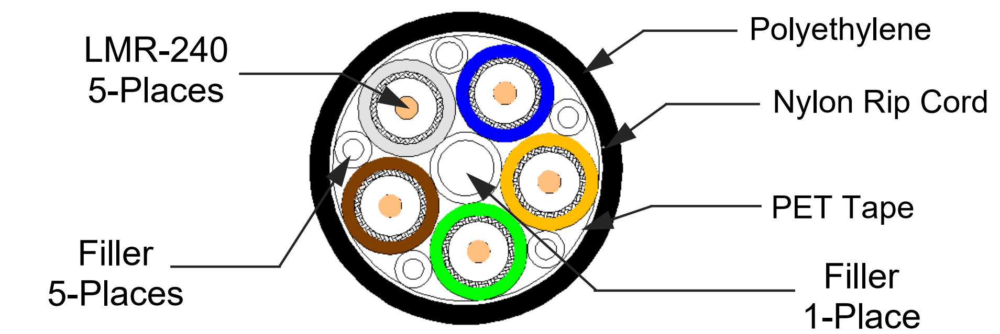 LMR-240
5-Places
Polyethylene
Nylon Rip Cord
PET Tape
Filler
5-Places
Filler
1-Place